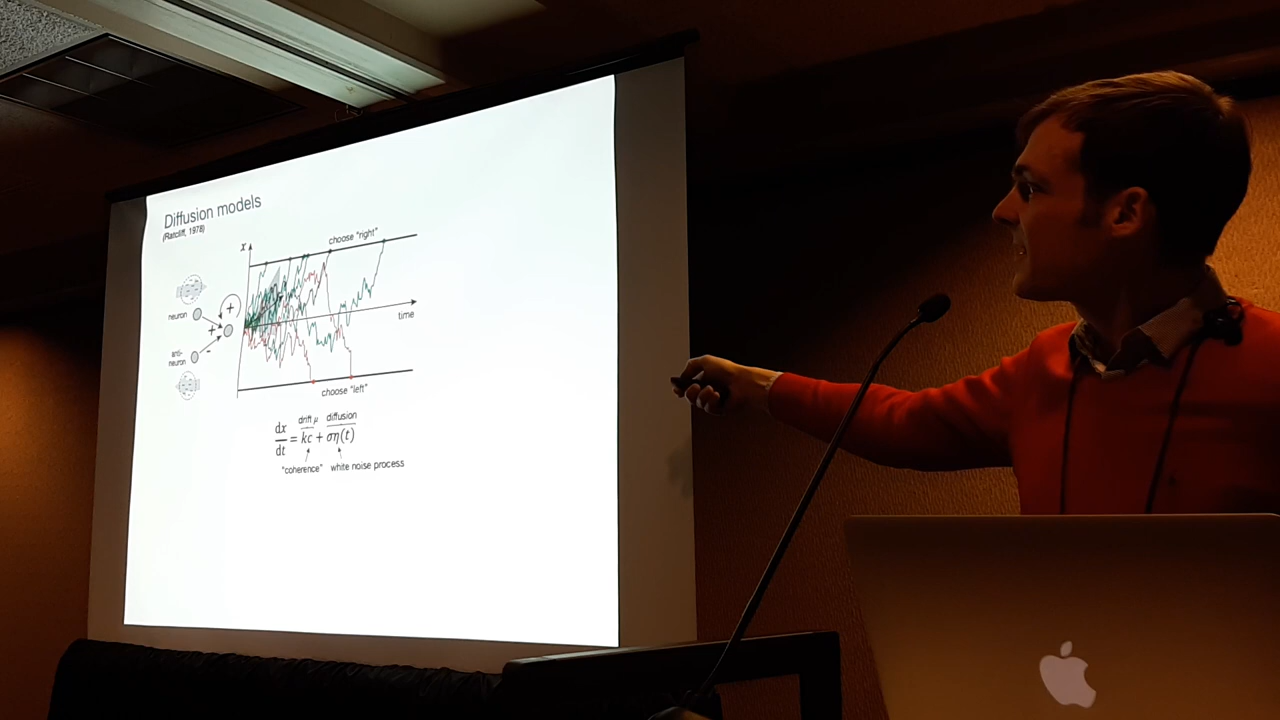 Diffusion models
(Ratcliff, 1978)
x
choose "right"
neuron
+
+
time
anti-
neuron
-
choose "left"
drift μ diffusion
dx/dt = kc + ση(t)
"coherence" white noise process